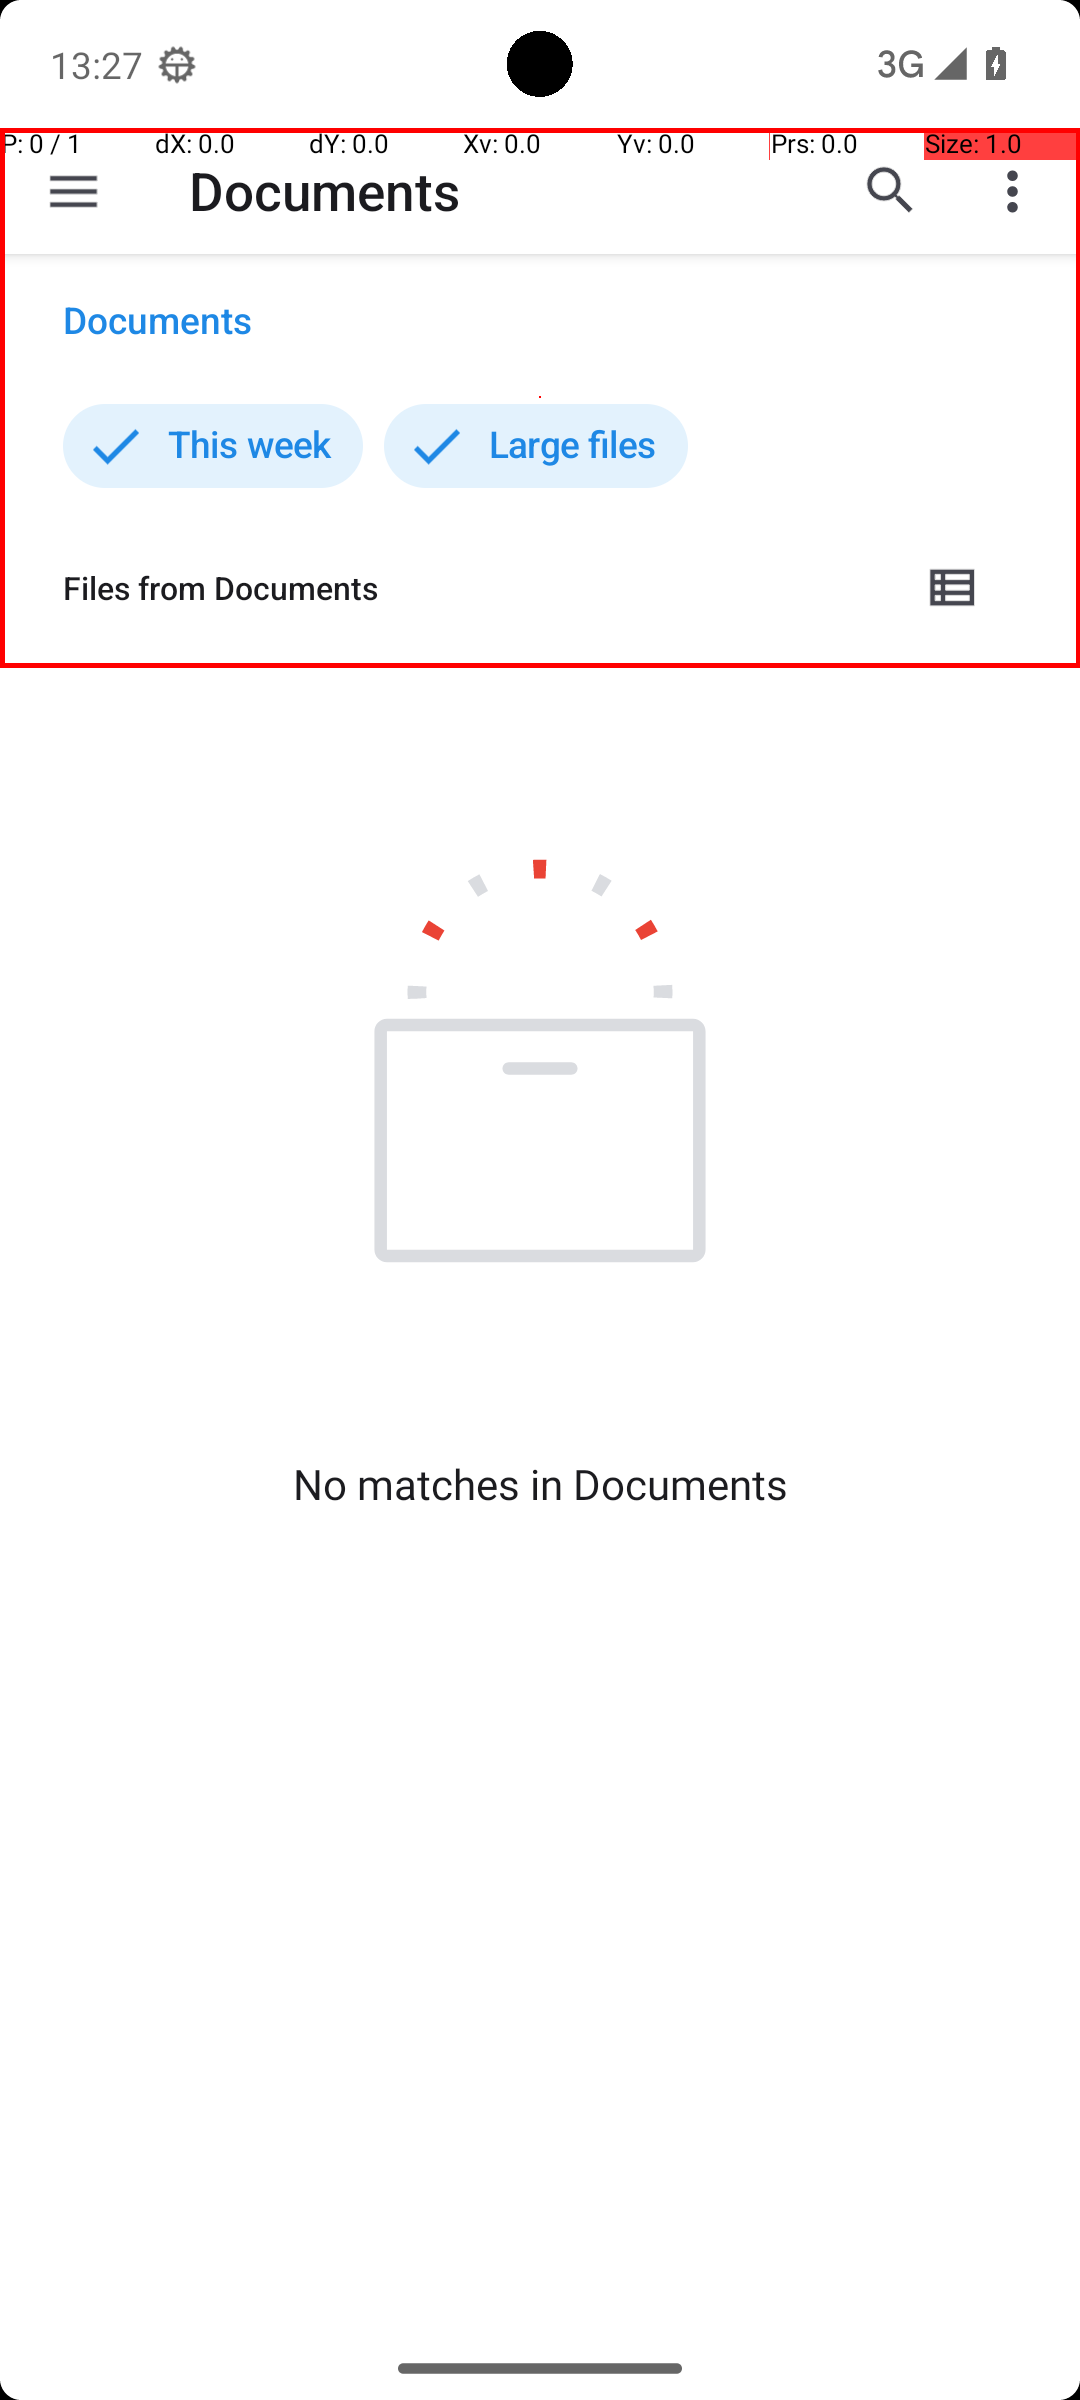 13:27
3G
P: 0 / 1 dX: 0.0 dY: 0.0 Xv: 0.0 Yv: 0.0 Prs: 0.0 Size: 1.0
Documents
Documents
This week Large files
Files from Documents
No matches in Documents